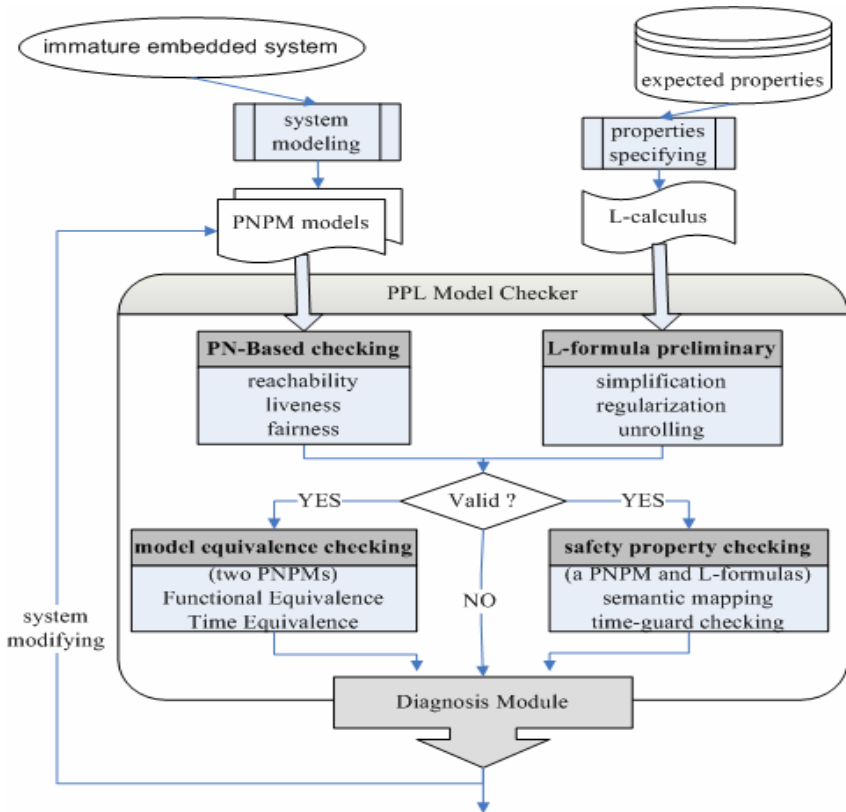 immature embedded system
expected properties
system
modeling
properties
specifying
PNPM models
L-calculus
PPL Model Checker
PN-Based checking
reachability
liveness
fairness
L-formula preliminary
simplification
regularization
unrolling
YES
Valid ?
YES
model equivalence checking
(two PNPMs)
Functional Equivalence
Time Equivalence
safety property checking
(a PNPM and L-formulas)
semantic mapping
time-guard checking
NO
system
modifying
Diagnosis Module